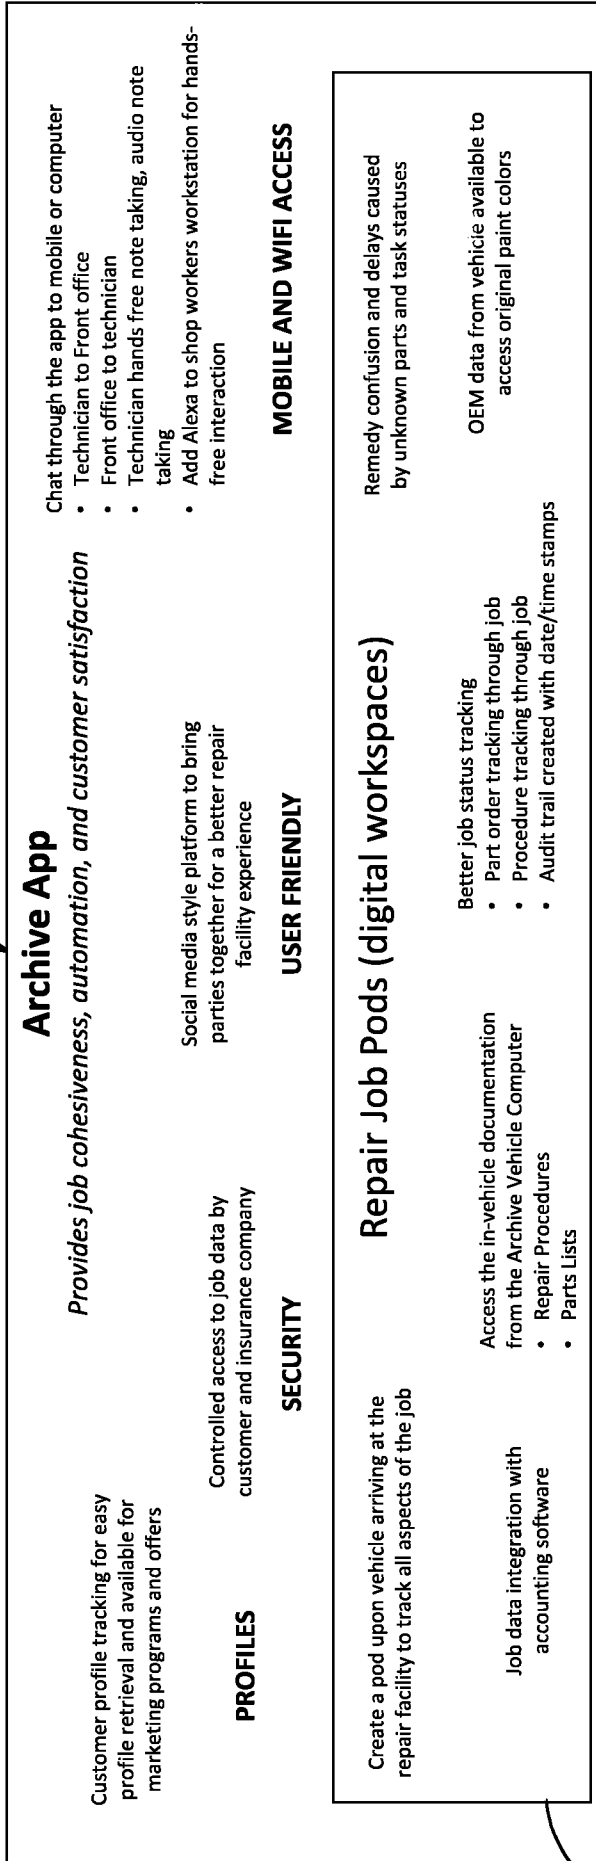 Archive App
Provides job cohesiveness, automation, and customer satisfaction
Customer profile tracking for easy
profile retrieval and available for
marketing programs and offers
PROFILES
Controlled access to job data by
customer and insurance company
SECURITY
Social media style platform to bring
parties together for a better repair
facility experience
USER FRIENDLY
Chat through the app to mobile or computer
• Technician to Front office
• Front office to technician
• Technician hands free note taking, audio note
taking
• Add Alexa to shop workers workstation for hands-
free interaction
MOBILE AND WIFI ACCESS
Repair Job Pods (digital workspaces)
Create a pod upon vehicle arriving at the
repair facility to track all aspects of the job
Job data integration with
accounting software
Access the in-vehicle documentation
from the Archive Vehicle Computer
• Repair Procedures
• Parts Lists
Better job status tracking
• Part order tracking through job
• Procedure tracking through job
• Audit trail created with date/time stamps
Remedy confusion and delays caused
by unknown parts and task statuses
OEM data from vehicle available to
access original paint colors